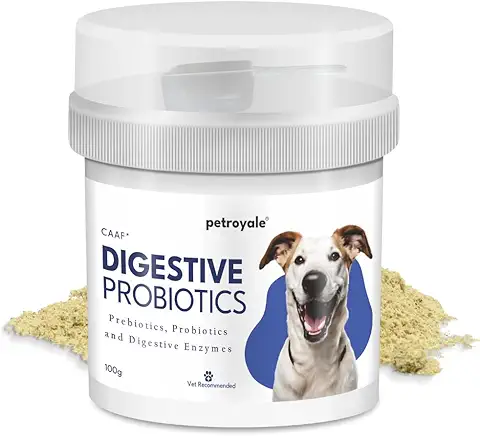 petroyale®
CAAF*
DIGESTIVE
PROBIOTICS
Prebiotics, Probiotics
and Digestive Enzymes
100g
Vet Recommended